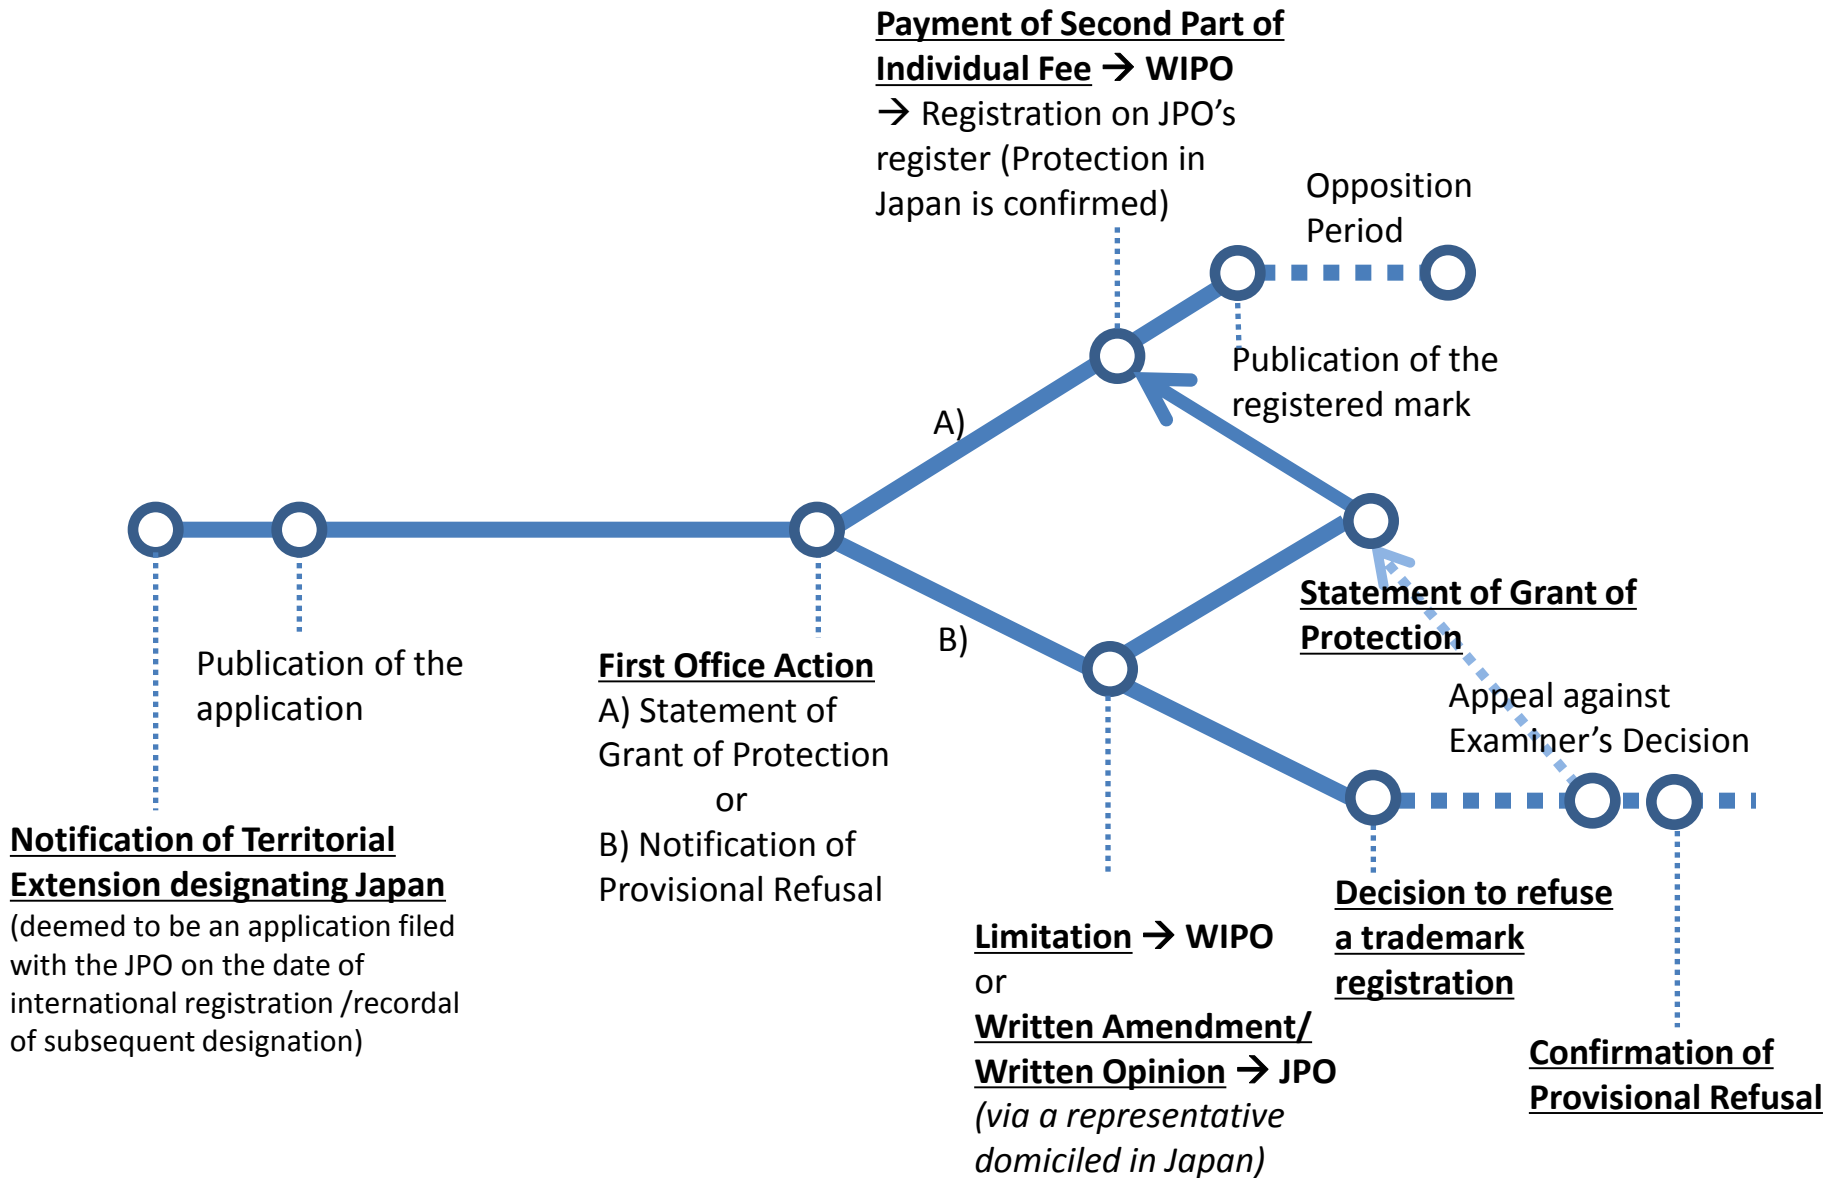 Payment of Second Part of
Individual Fee → WIPO
→ Registration on JPO’s
register (Protection in
Japan is confirmed)
Opposition
Period
Publication of the
registered mark
A)
B)
Statement of Grant of
Protection
Publication of the
application
First Office Action
A) Statement of
Grant of Protection
or
B) Notification of
Provisional Refusal
Appeal against
Examiner’s Decision
Notification of Territorial
Extension designating Japan
(deemed to be an application filed
with the JPO on the date of
international registration /recordal
of subsequent designation)
Limitation → WIPO
or
Written Amendment/
Written Opinion → JPO
(via a representative
domiciled in Japan)
Decision to refuse
a trademark
registration
Confirmation of
Provisional Refusal